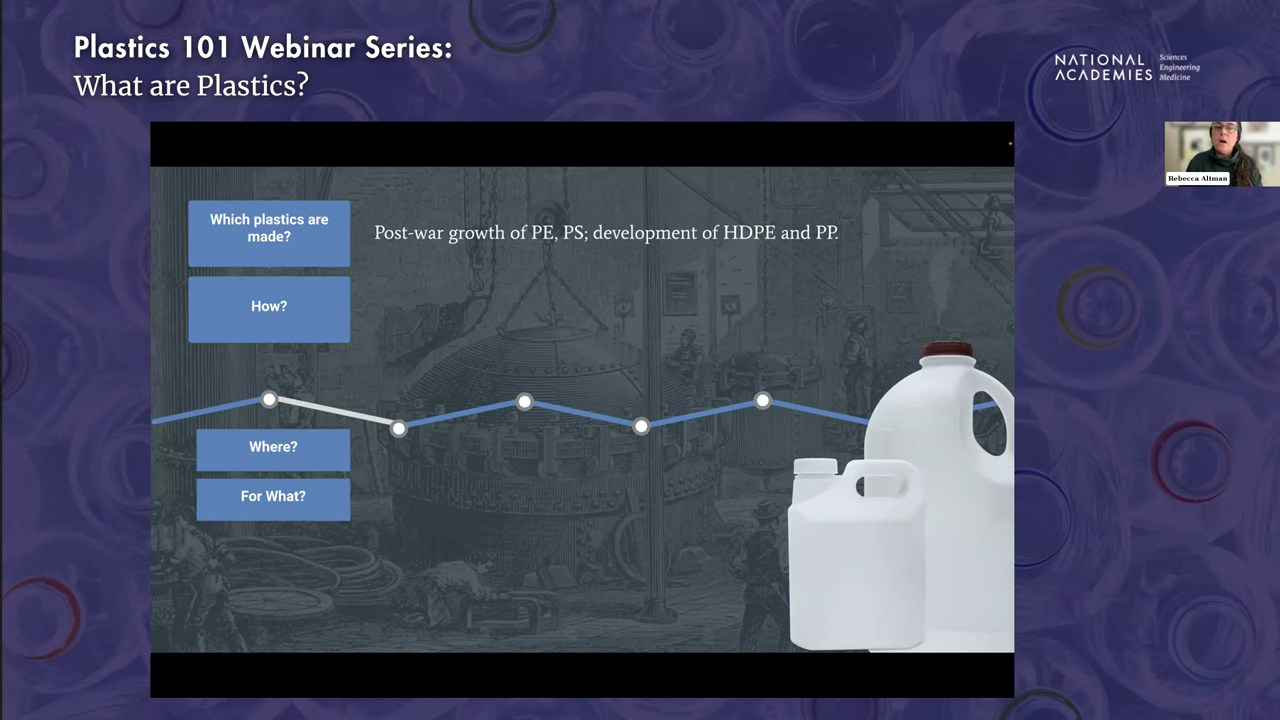 Plastics 101 Webinar Series:
What are Plastics?
NATIONAL
ACADEMIES
Sciences
Engineering
Medicine
Rebecca Altman
Which plastics are
made?
Post-war growth of PE, PS; development of HDPE and PP.
How?
Where?
For What?